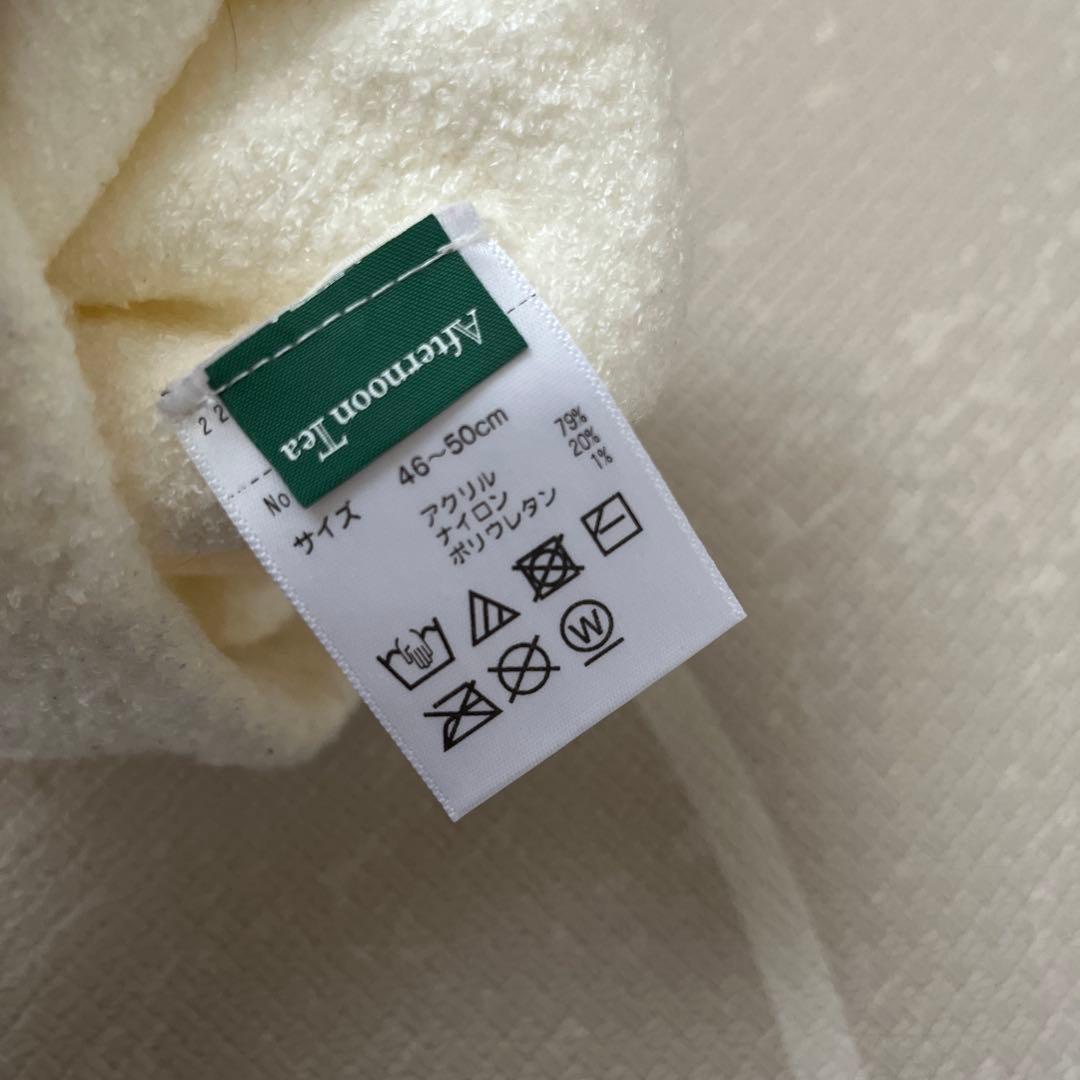 Afternoon Tea
22
No
サイズ 46~50cm
アクリル 79%
ナイロン 20%
ポリウレタン 1%
W